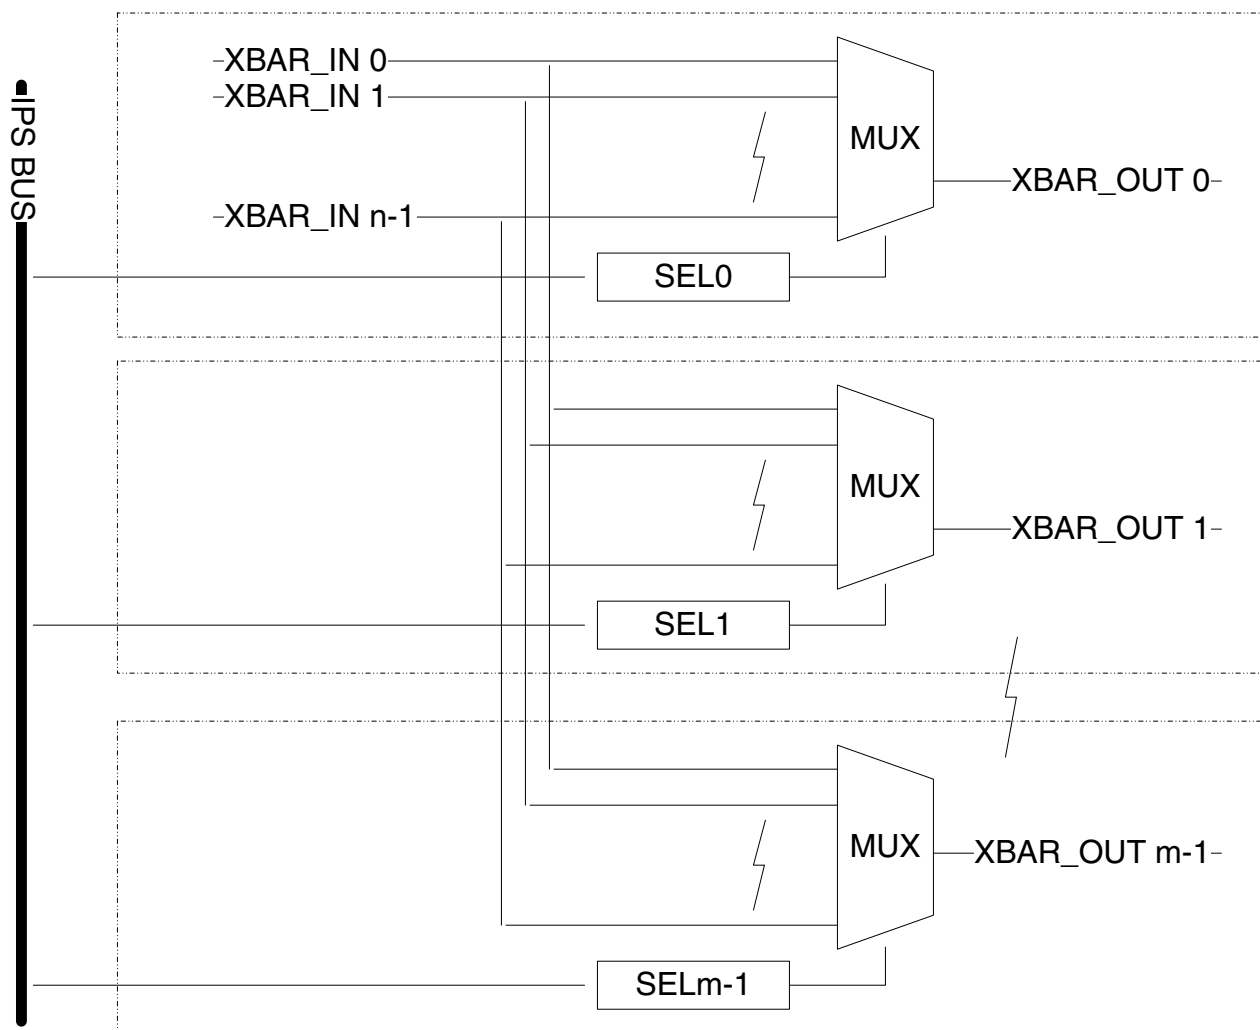 XBAR_IN 0
XBAR_IN 1
MUX
XBAR_OUT 0
XBAR_IN n-1
SEL0
IPS BUS
MUX
XBAR_OUT 1
SEL1
MUX
XBAR_OUT m-1
SELm-1